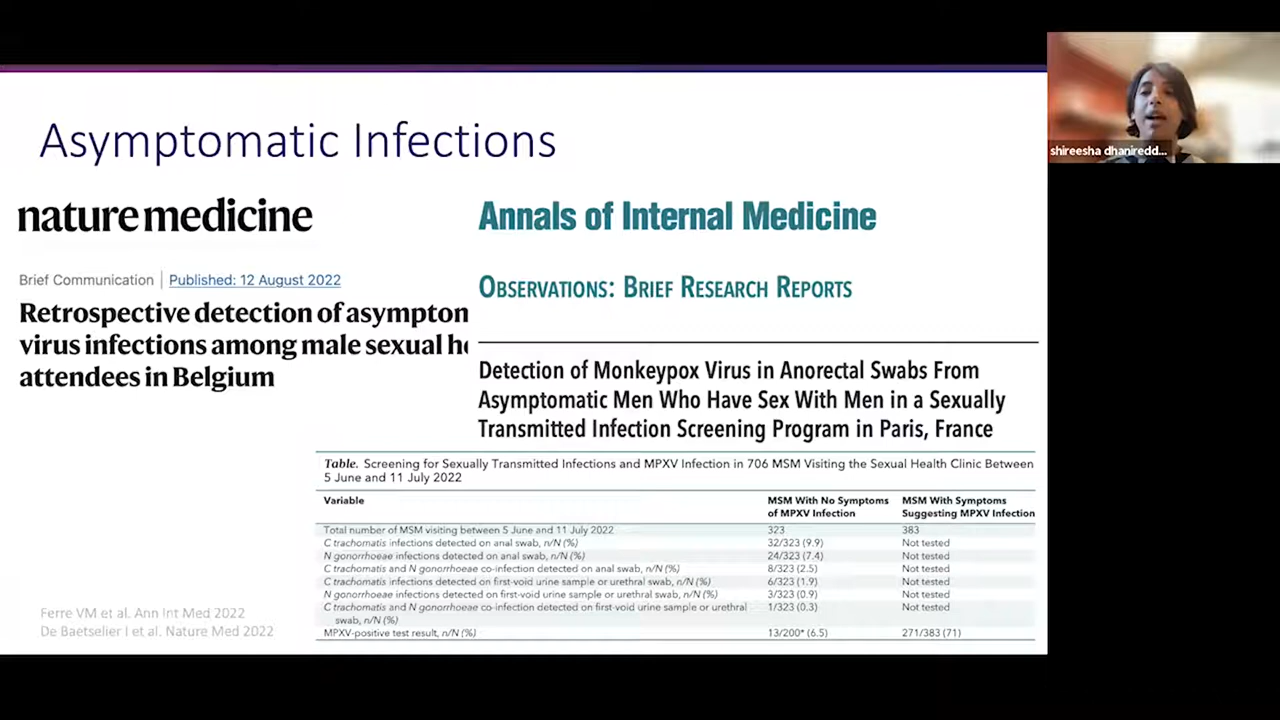 Asymptomatic Infections
nature medicine
Brief Communication | Published: 12 August 2022
Retrospective detection of asympton
virus infections among male sexual he
attendees in Belgium
Annals of Internal Medicine
OBSERVATIONS: BRIEF RESEARCH REPORTS
Detection of Monkeypox Virus in Anorectal Swabs From
Asymptomatic Men Who Have Sex With Men in a Sexually
Transmitted Infection Screening Program in Paris, France
Table. Screening for Sexually Transmitted Infections and MPXV Infection in 706 MSM Visiting the Sexual Health Clinic Between
5 June and 11 July 2022
Variable MSM With No Symptoms MSM With Symptoms
of MPXV Infection Suggesting MPXV Infection
Total number of MSM visiting between 5 June and 11 July 2022 323 383
C trachomatis infections detected on anal swab, n/N (%) 32/323 (9.9) Not tested
N gonorrhoeae infections detected on anal swab, n/N (%) 24/323 (7.4) Not tested
C trachomatis and N gonorrhoeae co-infection detected on anal swab, n/N (%) 8/323 (2.5) Not tested
C trachomatis infections detected on first-void urine sample or urethral swab, n/N (%) 6/323 (1.9) Not tested
N gonorrhoeae infections detected on first-void urine sample or urethral swab, n/N (%) 3/323 (0.9) Not tested
C trachomatis and N gonorrhoeae co-infection detected on first-void urine sample or urethral 1/323 (0.3) Not tested
swab, n/N (%)
MPXV-positive test result, n/N (%) 13/200* (6.5) 271/383 (71)
Ferre VM et al. Ann Int Med 2022
De Baetselier I et al. Nature Med 2022
shireesha dhaniredd...